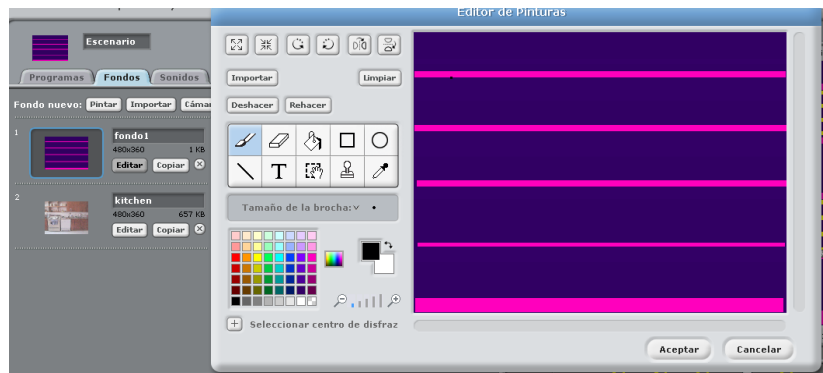 Editor de Pinturas
Escenario
Programas Fondos Sonidos
Fondo nuevo: Pintar Importar Cámar
1
fondo1
480x360 1 KB
Editar Copiar
2
kitchen
480x360 657 KB
Editar Copiar
Importar Limpiar
Deshacer Rehacer
T
Tamaño de la brocha:
Seleccionar centro de disfraz
Aceptar Cancelar